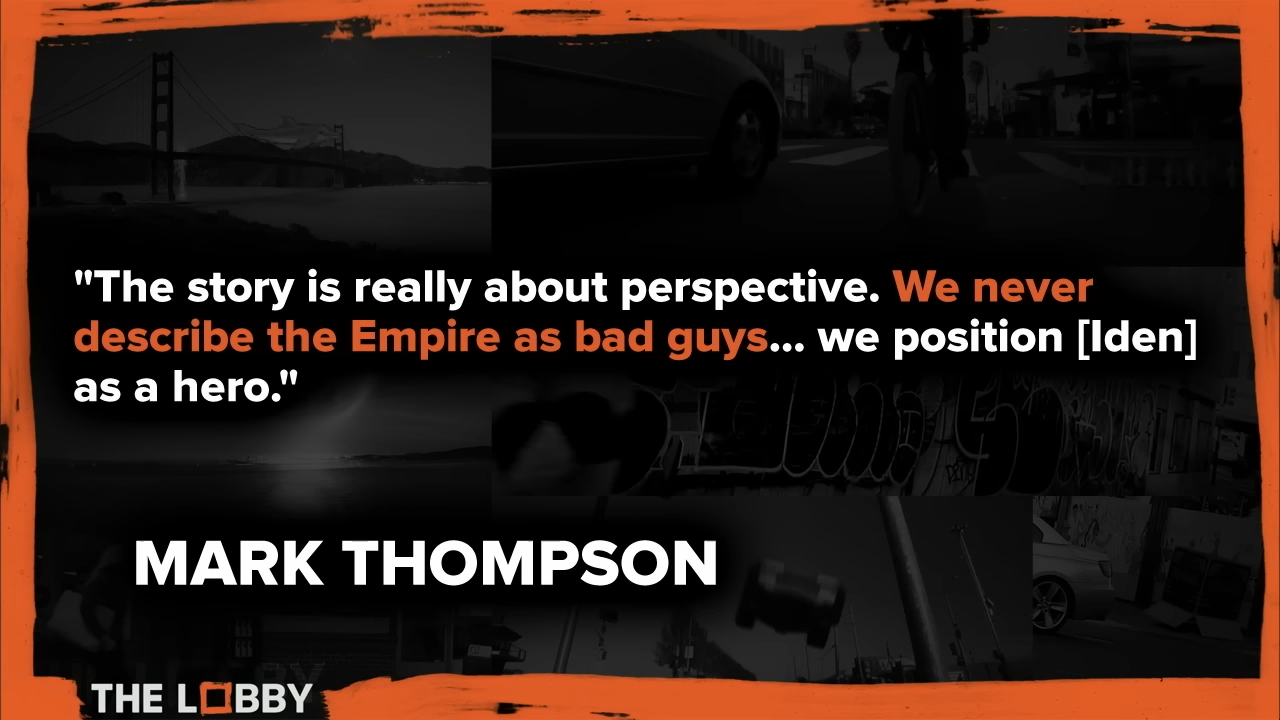 "The story is really about perspective. We never
describe the Empire as bad guys... we position [Iden]
as a hero."
MARK THOMPSON
THE LOBBY